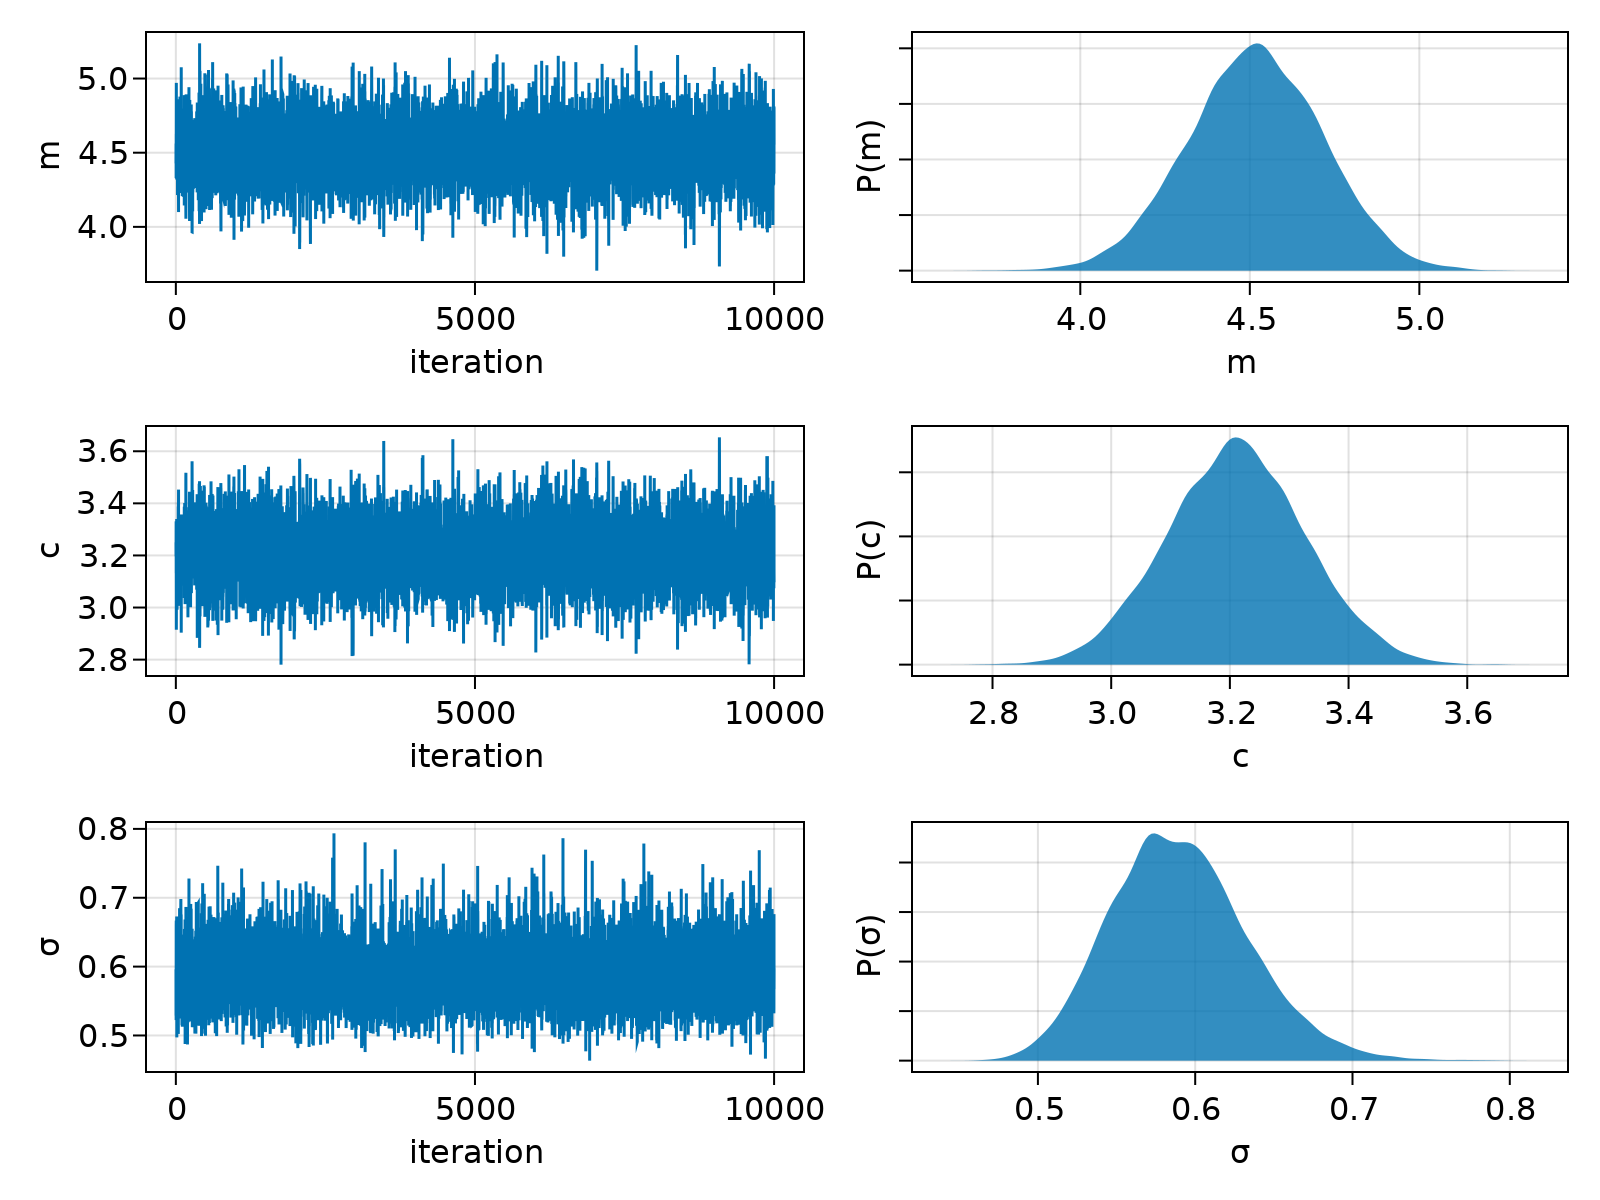 m
5.0
4.5
4.0
0 5000 10000
iteration
P(m)
4.0 4.5 5.0
m
c
3.6
3.4
3.2
3.0
2.8
0 5000 10000
iteration
P(c)
2.8 3.0 3.2 3.4 3.6
c
σ
0.8
0.7
0.6
0.5
0 5000 10000
iteration
P(σ)
0.5 0.6 0.7 0.8
σ